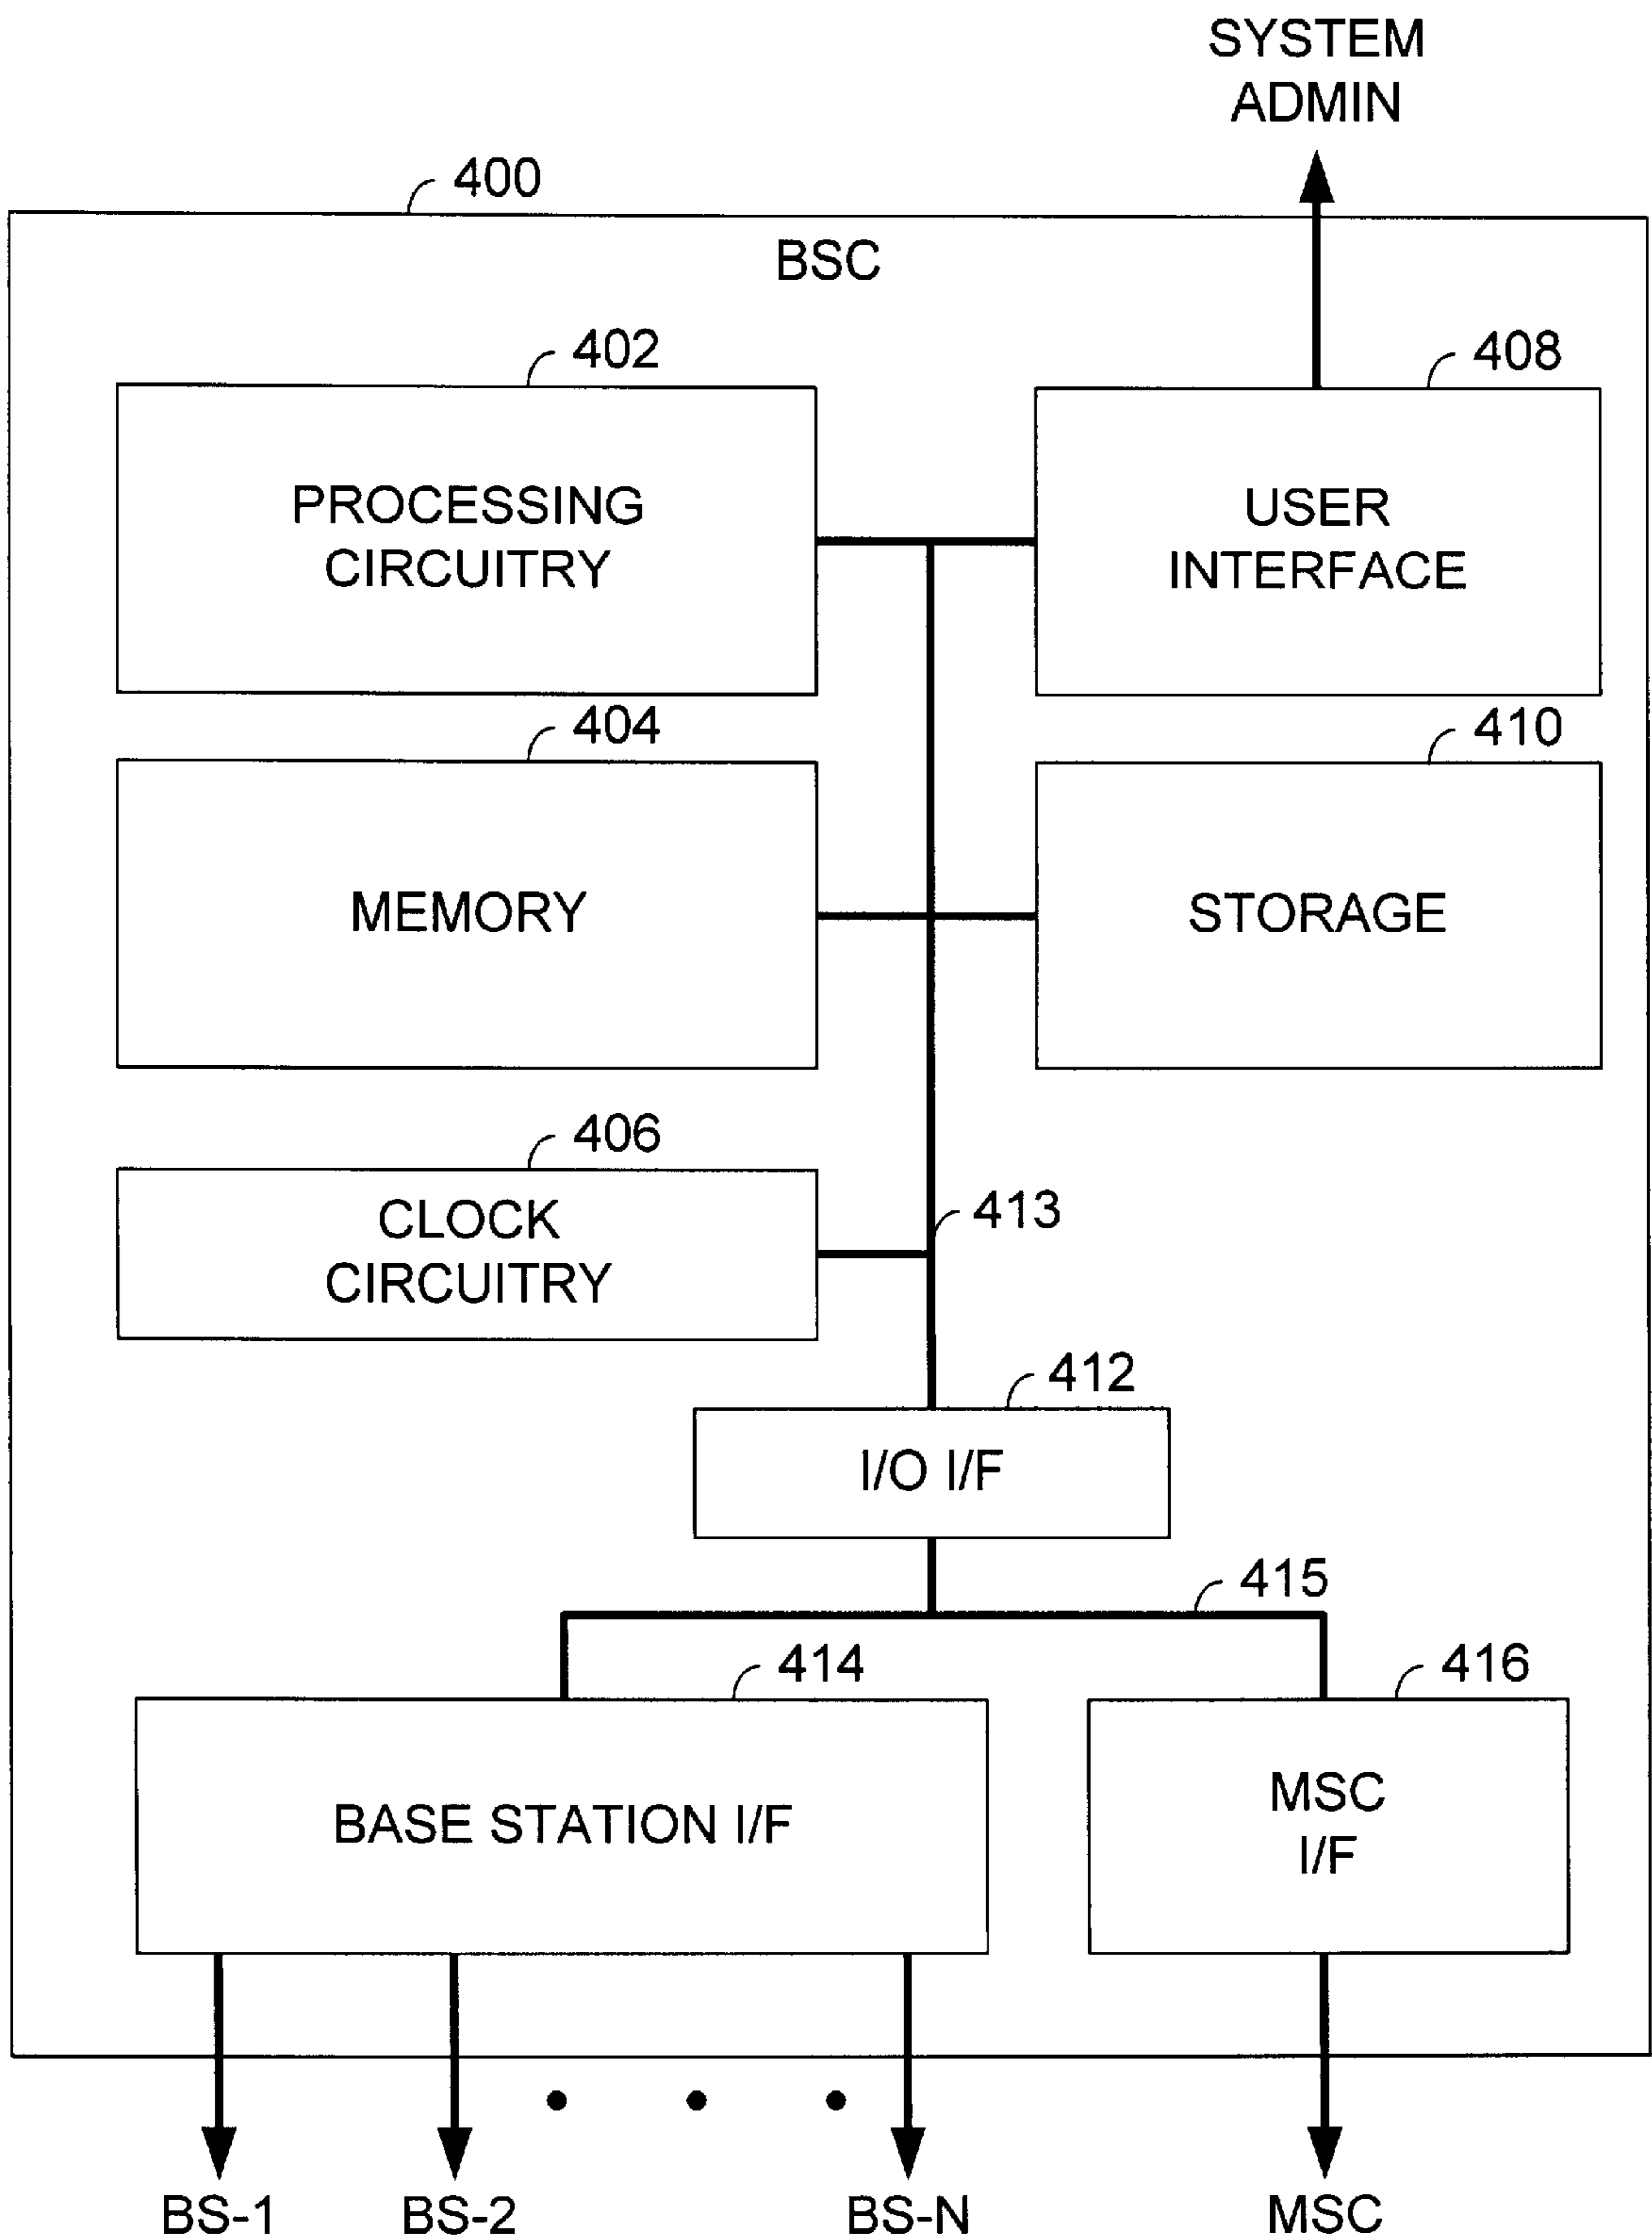 SYSTEM
ADMIN
400
BSC
402
408
PROCESSING
CIRCUITRY
USER
INTERFACE
404
410
MEMORY
STORAGE
406
CLOCK
CIRCUITRY
413
412
I/O I/F
415
414
416
BASE STATION I/F
MSC
I/F
BS-1
BS-2
BS-N
MSC